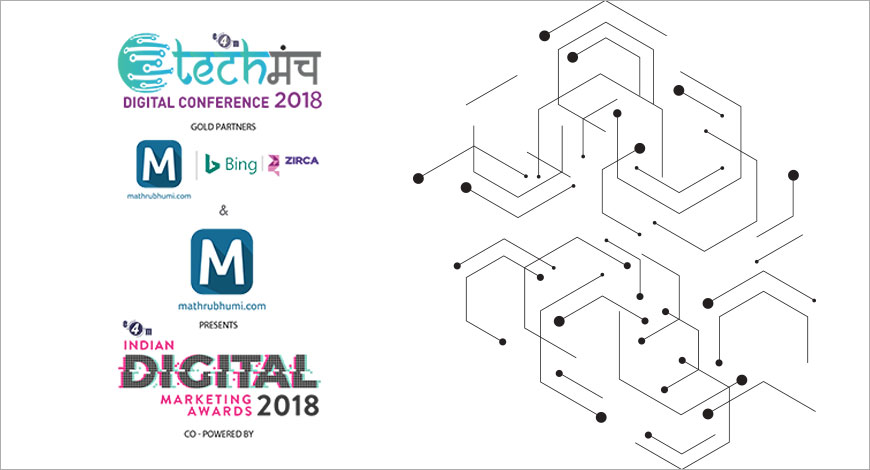 e4m
techमंच
DIGITAL CONFERENCE 2018
GOLD PARTNERS
M
Bing
ZIRCA
mathrubhumi.com
&
M
mathrubhumi.com
PRESENTS
e4m
INDIAN
DIGITAL
MARKETING
AWARDS 2018
CO - POWERED BY